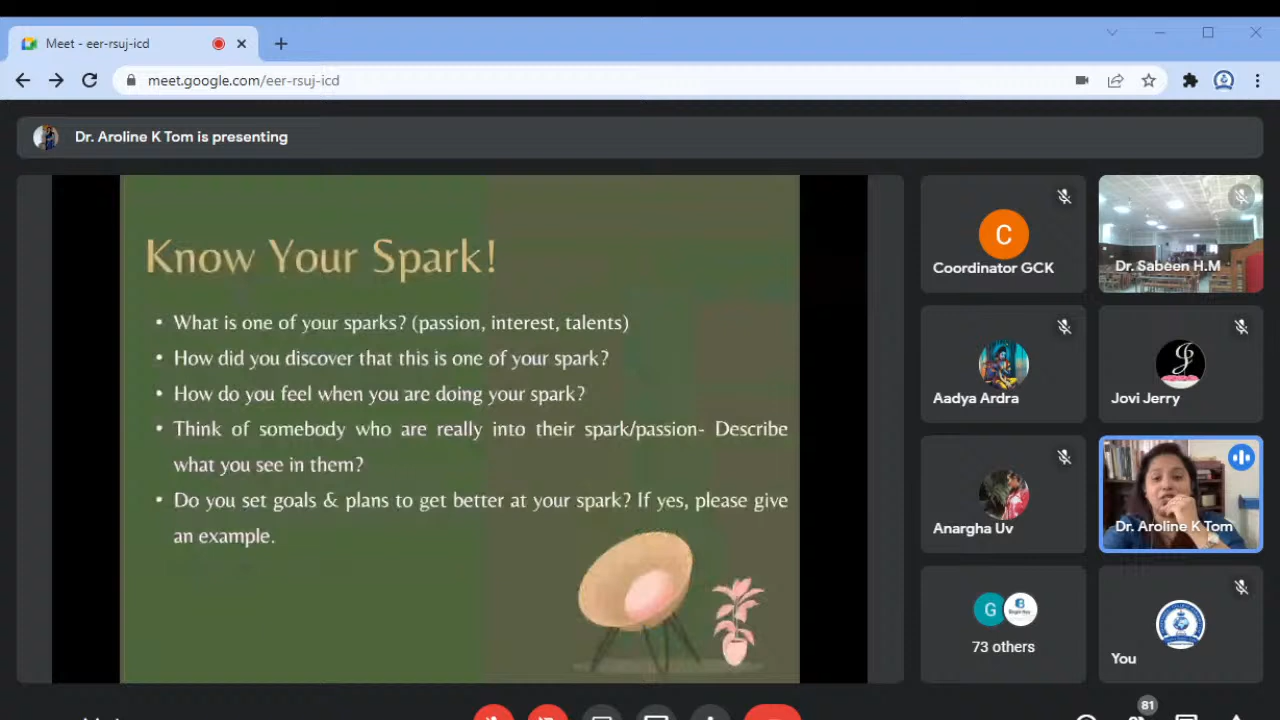 Meet - eer-rsuj-icd
meet.google.com/eer-rsuj-icd
Dr. Aroline K Tom is presenting
Know Your Spark!
• What is one of your sparks? (passion, interest, talents)
• How did you discover that this is one of your spark?
• How do you feel when you are doing your spark?
• Think of somebody who are really into their spark/passion- Describe
what you see in them?
• Do you set goals & plans to get better at your spark? If yes, please give
an example.
C
Coordinator GCK
Dr. Sabeen H.M
Aadya Ardra
Jovi Jerry
Anargha Uv
Dr. Aroline K Tom
G
73 others
You
81